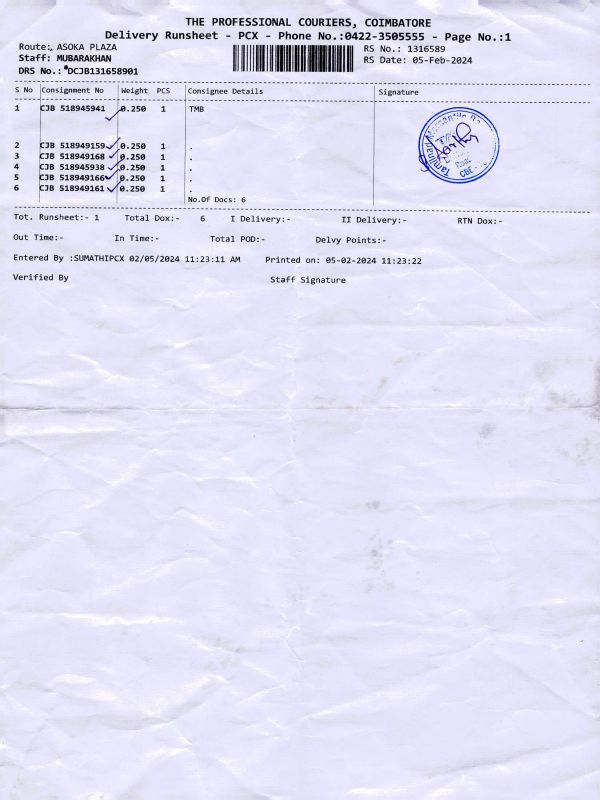 THE PROFESSIONAL COURIERS, COIMBATORE
Delivery Runsheet - PCX - Phone No.:0422-3505555 - Page No.:1
Route: ASOKA PLAZA
RS No.: 1316589
Staff: MUBARAKHAN
RS Date: 05-Feb-2024
DRS No.: *DCJB131658901
S No Consignment No Weight PCS Consignee Details Signature
1 CJB 518945941 0.250 1 TMB
2 CJB 518949159 0.250 1 .
3 CJB 518949168 0.250 1 .
4 CJB 518945938 0.250 1 .
5 CJB 518949166 0.250 1 .
6 CJB 518949161 0.250 1 .
No.Of Docs: 6
Tot. Runsheet:- 1 Total Dox:- 6 I Delivery:- II Delivery:- RTN Dox:-
Out Time:- In Time:- Total POD:- Delvy Points:-
Entered By :SUMATHIPCX 02/05/2024 11:23:11 AM Printed on: 05-02-2024 11:23:22
Verified By Staff Signature